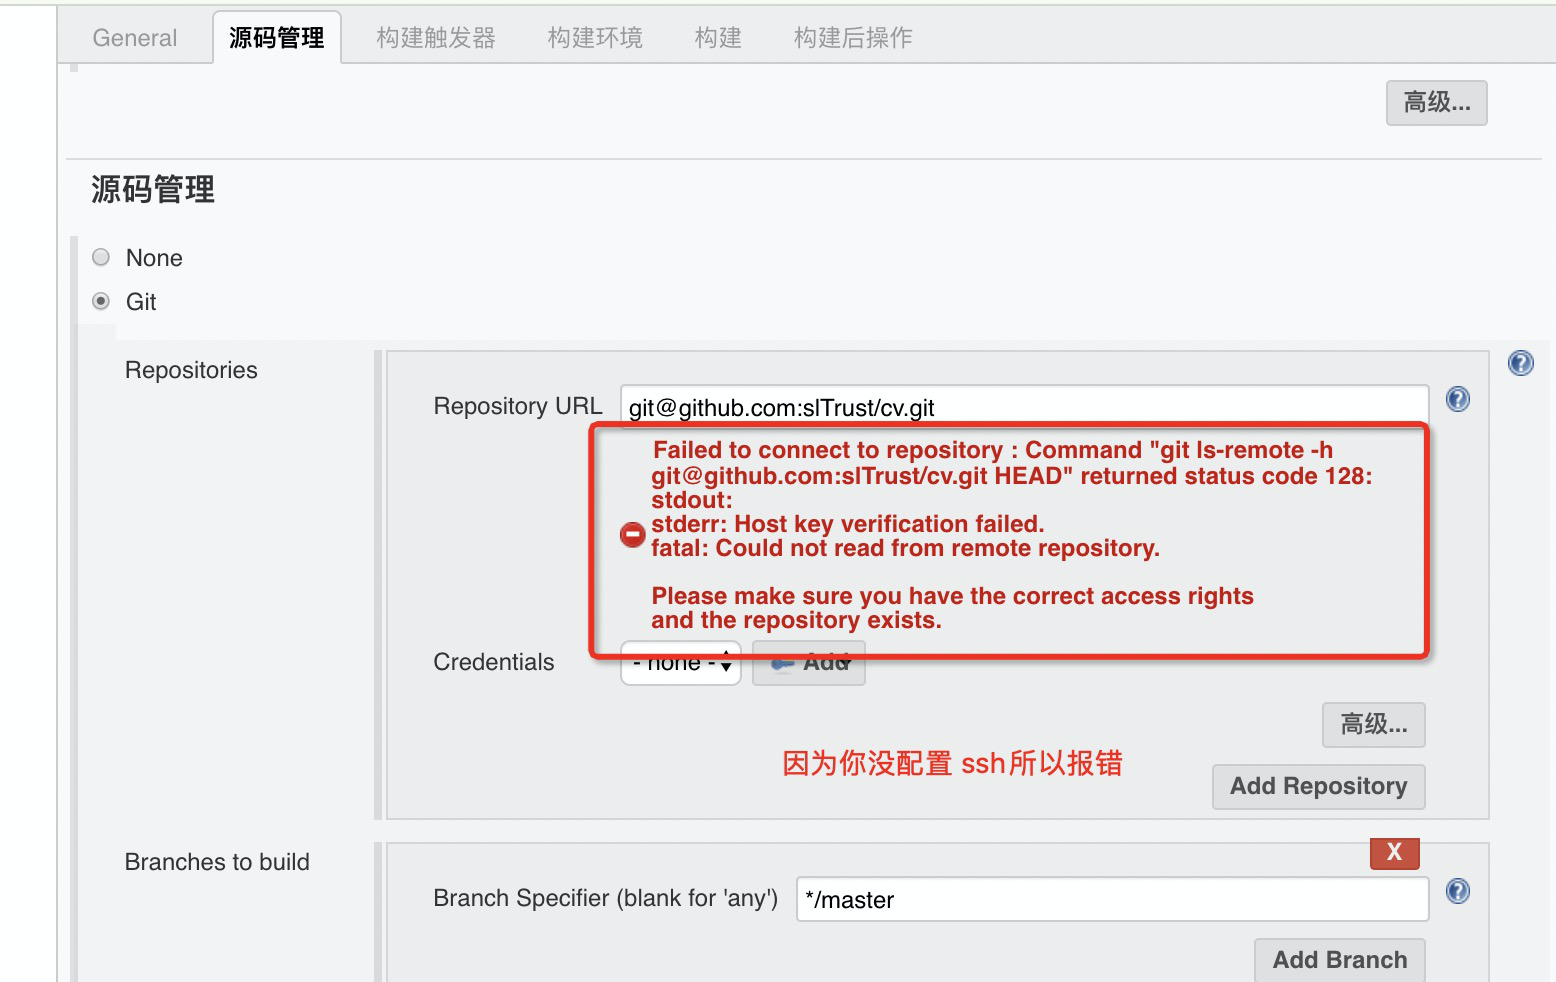 General 源码管理 构建触发器 构建环境 构建 构建后操作
高级...
源码管理
None
Git
Repositories
Repository URL git@github.com:slTrust/cv.git
Failed to connect to repository : Command "git ls-remote -h
git@github.com:slTrust/cv.git HEAD" returned status code 128:
stdout:
stderr: Host key verification failed.
fatal: Could not read from remote repository.
Please make sure you have the correct access rights
and the repository exists.
Credentials - none - Add
高级...
因为你没配置 ssh所以报错
Add Repository
X
Branches to build
Branch Specifier (blank for 'any') */master
Add Branch